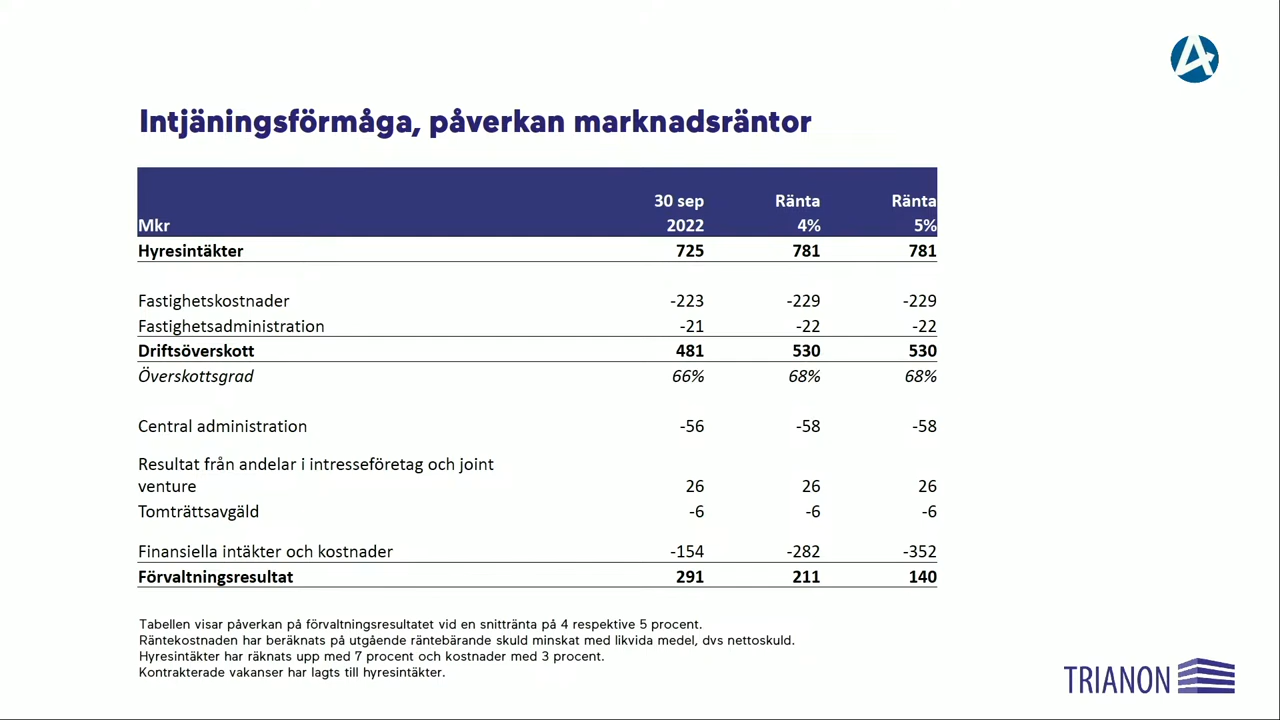 Intjäningsförmåga, påverkan marknadsräntor
30 sep Ränta Ränta
Mkr 2022 4% 5%
Hyresintäkter 725 781 781
Fastighetskostnader -223 -229 -229
Fastighetsadministration -21 -22 -22
Driftsöverskott 481 530 530
Överskottsgrad 66% 68% 68%
Central administration -56 -58 -58
Resultat från andelar i intresseföretag och joint
venture 26 26 26
Tomträttsavgäld -6 -6 -6
Finansiella intäkter och kostnader -154 -282 -352
Förvaltningsresultat 291 211 140
Tabellen visar påverkan på förvaltningsresultatet vid en snittränta på 4 respektive 5 procent.
Räntekostnaden har beräknats på utgående räntebärande skuld minskat med likvida medel, dvs nettoskuld.
Hyresintäkter har räknats upp med 7 procent och kostnader med 3 procent.
Kontrakterade vakanser har lagts till hyresintäkter.
TRIANON